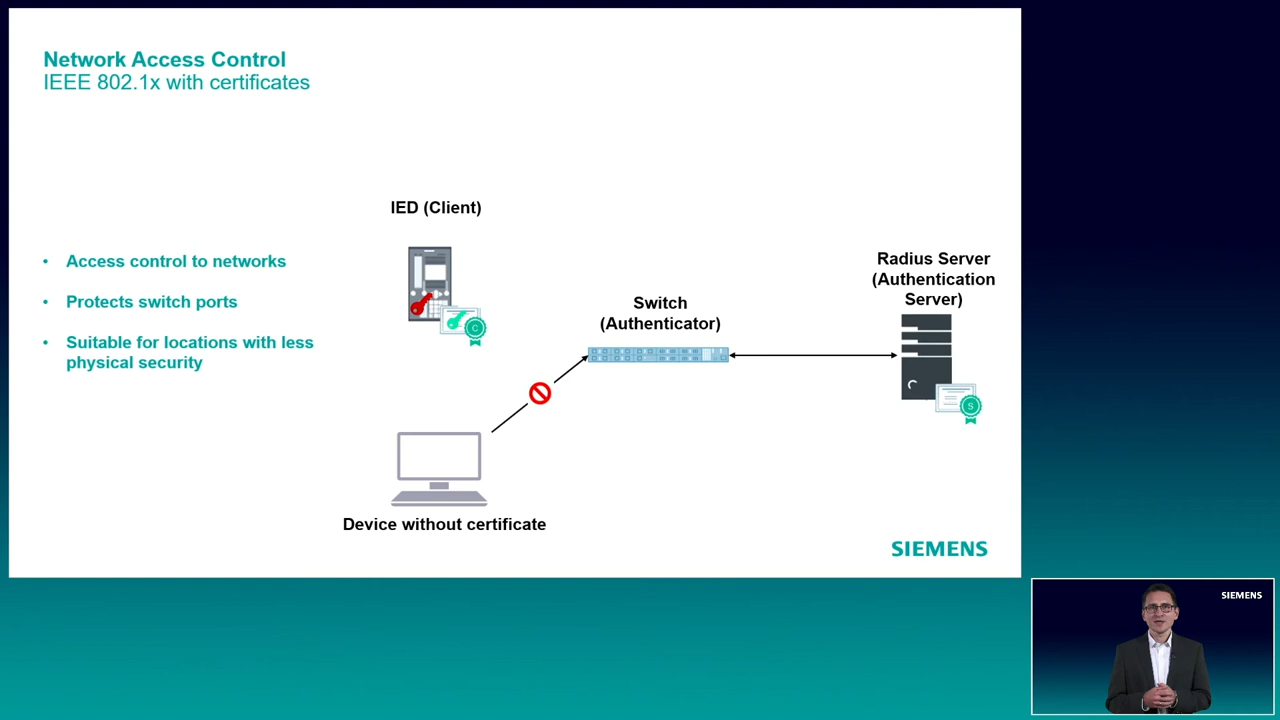 Network Access Control
IEEE 802.1x with certificates
IED (Client)
• Access control to networks
• Protects switch ports
• Suitable for locations with less
physical security
C
Switch
(Authenticator)
Radius Server
(Authentication
Server)
S
Device without certificate
SIEMENS
SIEMENS